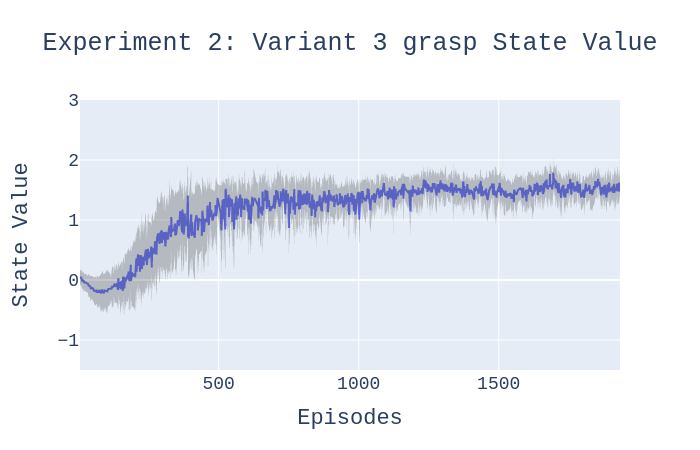 Experiment 2: Variant 3 grasp State Value
3
2
1
0
−1
State Value
500
1000
1500
Episodes